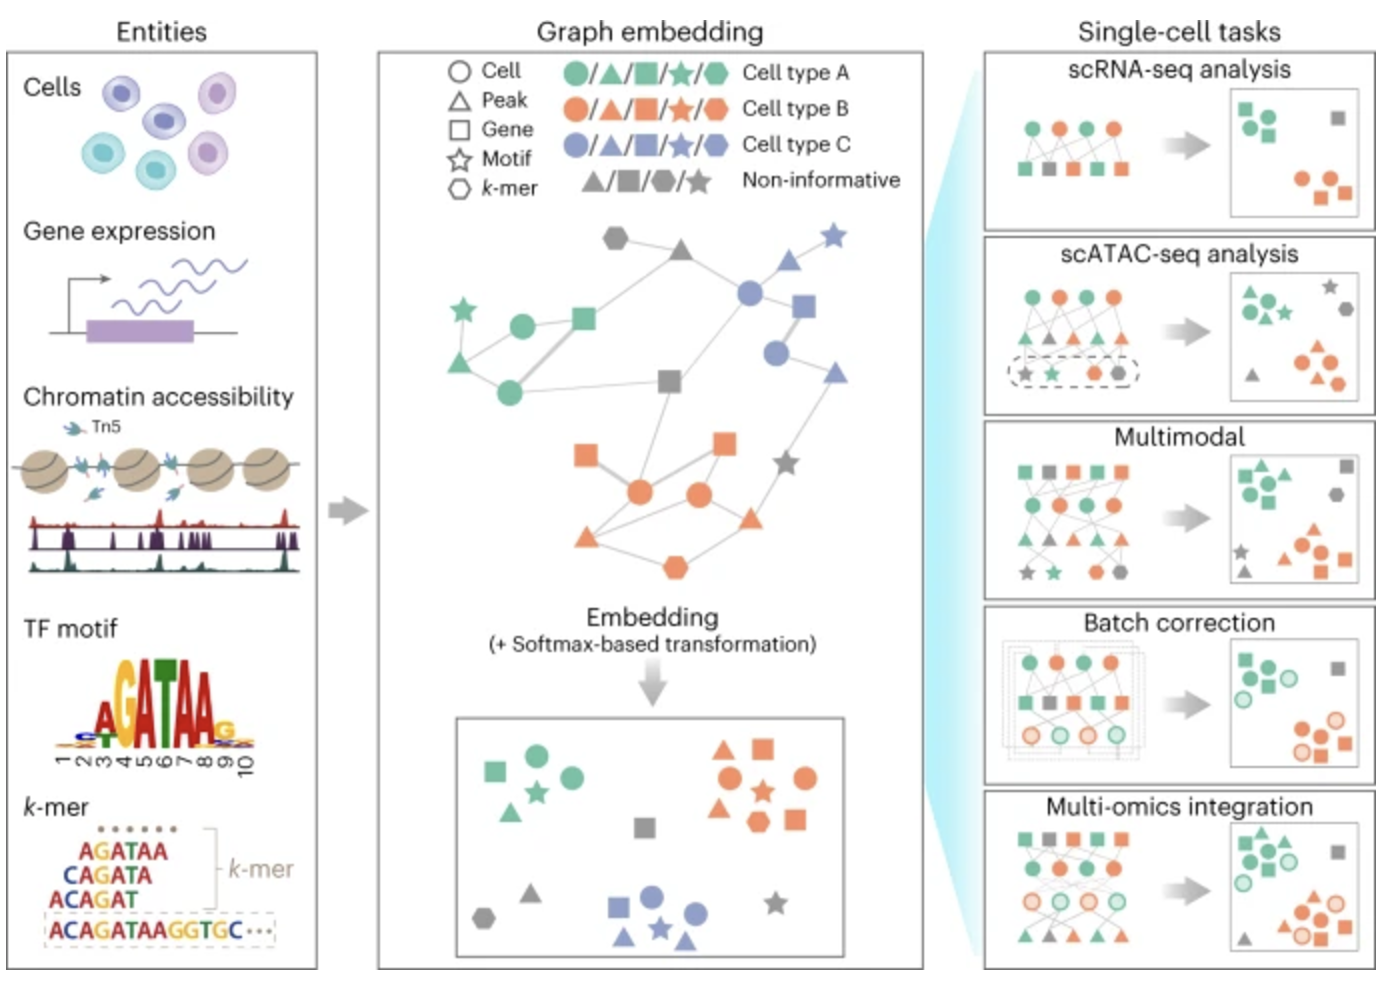 Entities
Cells
Gene expression
Chromatin accessibility
Tn5
TF motif
AGATAAG
1 2 3 4 5 6 7 8 9 10
k-mer
AGATAA
CAGATA
ACAGAT
k-mer
ACAGATAAGGTGC···
Graph embedding
Cell
Peak
Gene
Motif
k-mer
Cell type A
Cell type B
Cell type C
Non-informative
Embedding
(+ Softmax-based transformation)
Single-cell tasks
scRNA-seq analysis
scATAC-seq analysis
Multimodal
Batch correction
Multi-omics integration